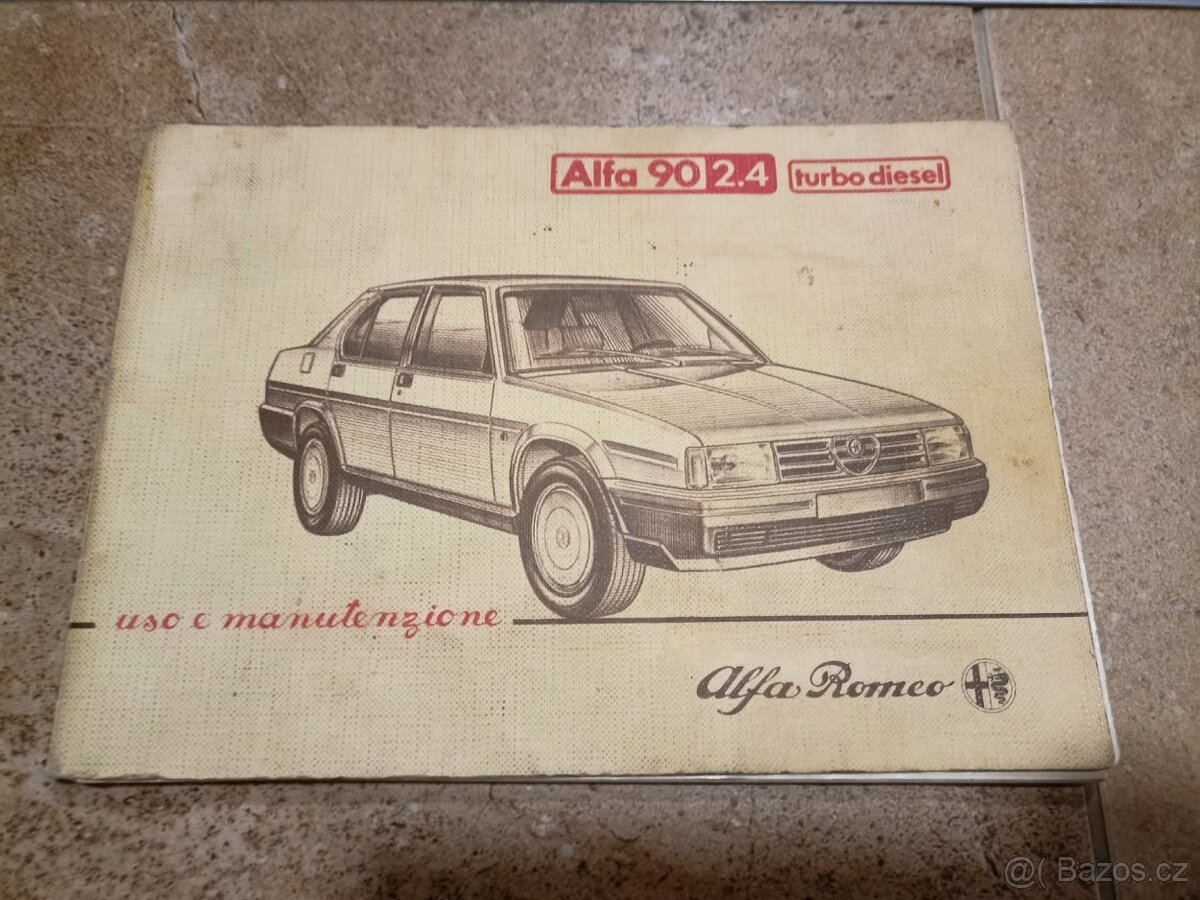 Alfa 90 2.4 turbo diesel
uso e manutenzione
Alfa Romeo
@( Bazos.cz